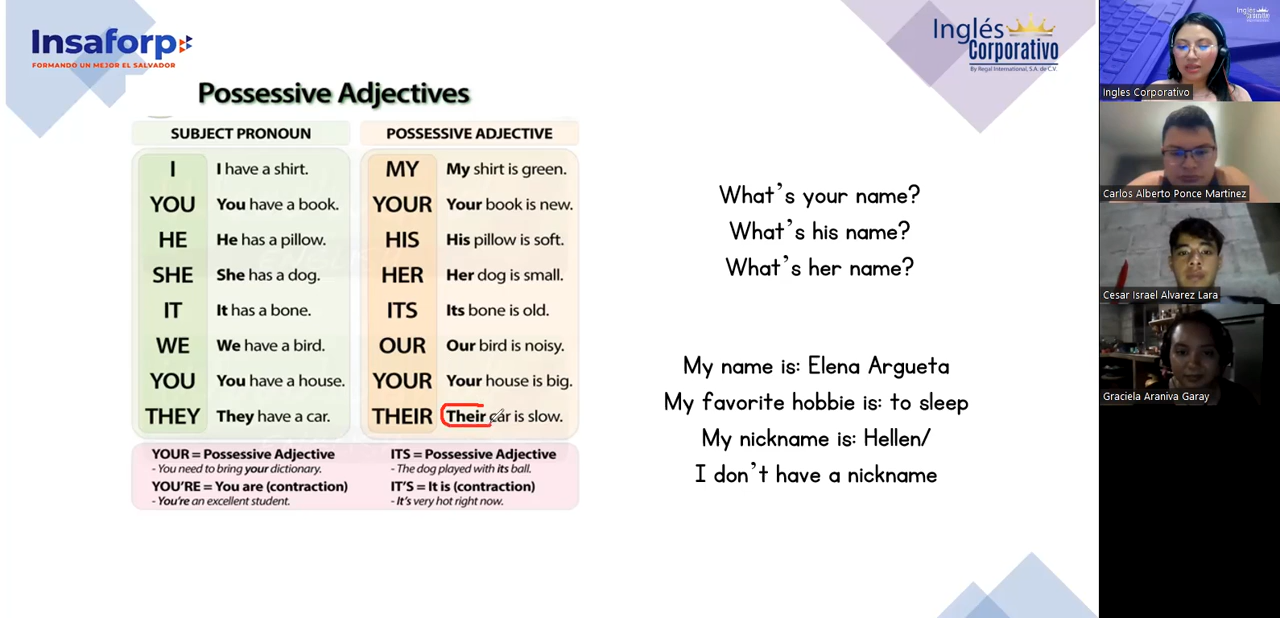 Insaforp
FORMANDO UN MEJOR EL SALVADOR
Inglés
Corporativo
By Regal International, S.A. de C.V.
Possessive Adjectives
SUBJECT PRONOUN POSSESSIVE ADJECTIVE
I I have a shirt. MY My shirt is green.
YOU You have a book. YOUR Your book is new.
HE He has a pillow. HIS His pillow is soft.
SHE She has a dog. HER Her dog is small.
IT It has a bone. ITS Its bone is old.
WE We have a bird. OUR Our bird is noisy.
YOU You have a house. YOUR Your house is big.
THEY They have a car. THEIR Their car is slow.
YOUR = Possessive Adjective
- You need to bring your dictionary.
YOU'RE = You are (contraction)
- You're an excellent student.
ITS = Possessive Adjective
- The dog played with its ball.
IT'S = It is (contraction)
- It's very hot right now.
What's your name?
What's his name?
What's her name?
My name is: Elena Argueta
My favorite hobbie is: to sleep
My nickname is: Hellen/
I don't have a nickname
Ingles Corporativo
Carlos Alberto Ponce Martinez
Cesar Israel Alvarez Lara
Graciela Araniva Garay